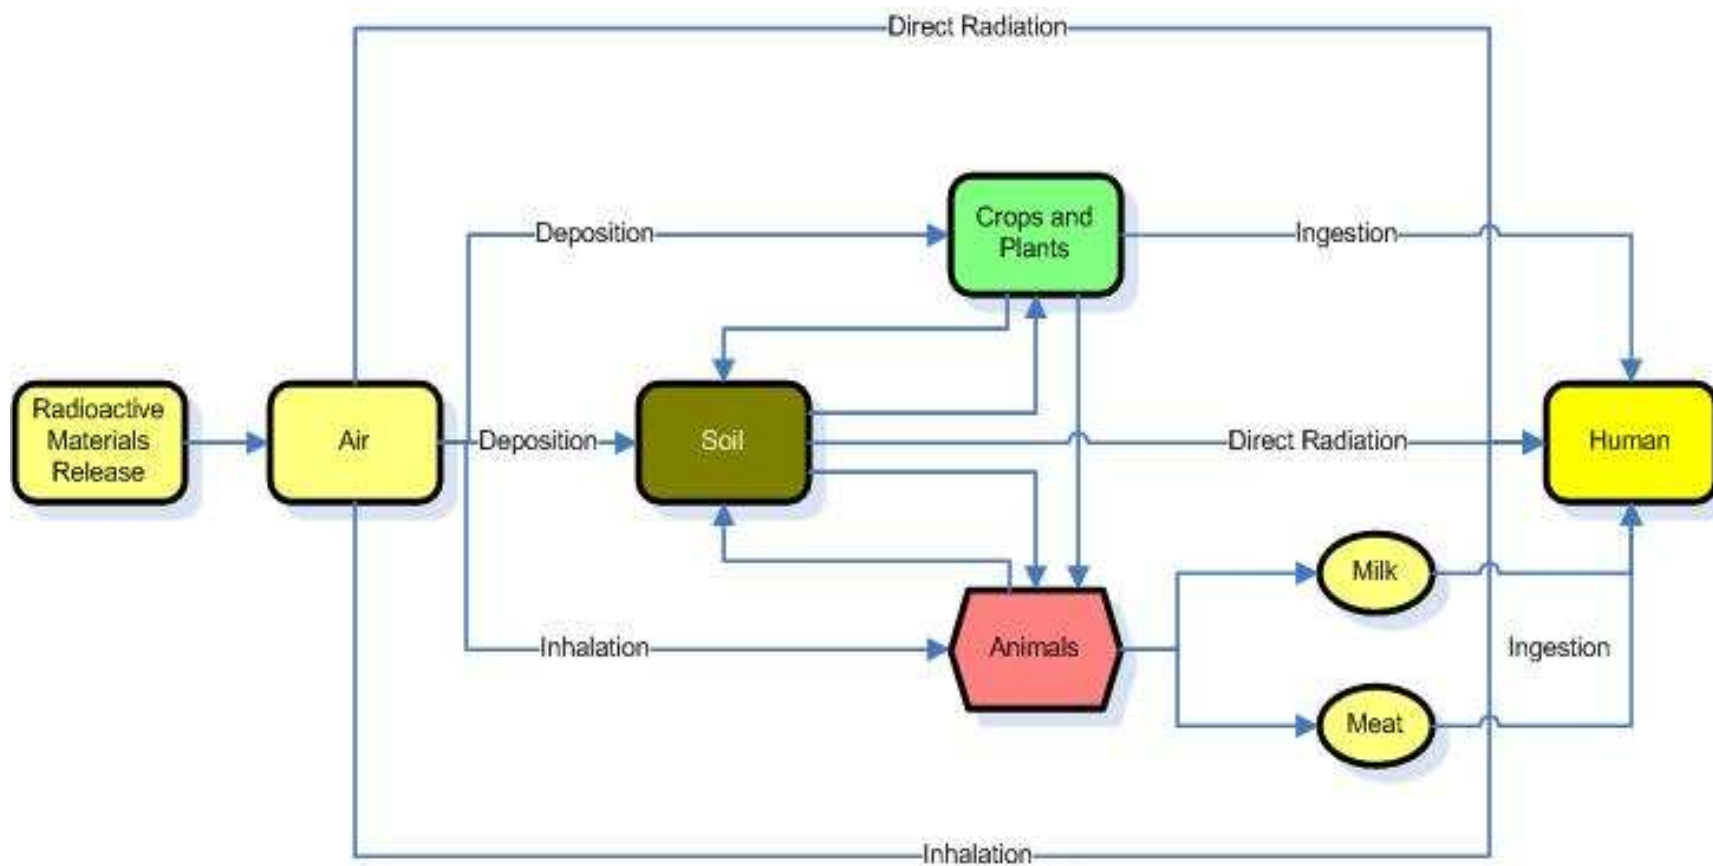 Direct Radiation
Crops and
Plants
Deposition
Ingestion
Radioactive
Materials
Release
Air
Deposition
Soil
Direct Radiation
Human
Milk
Inhalation
Animals
Ingestion
Meat
Inhalation